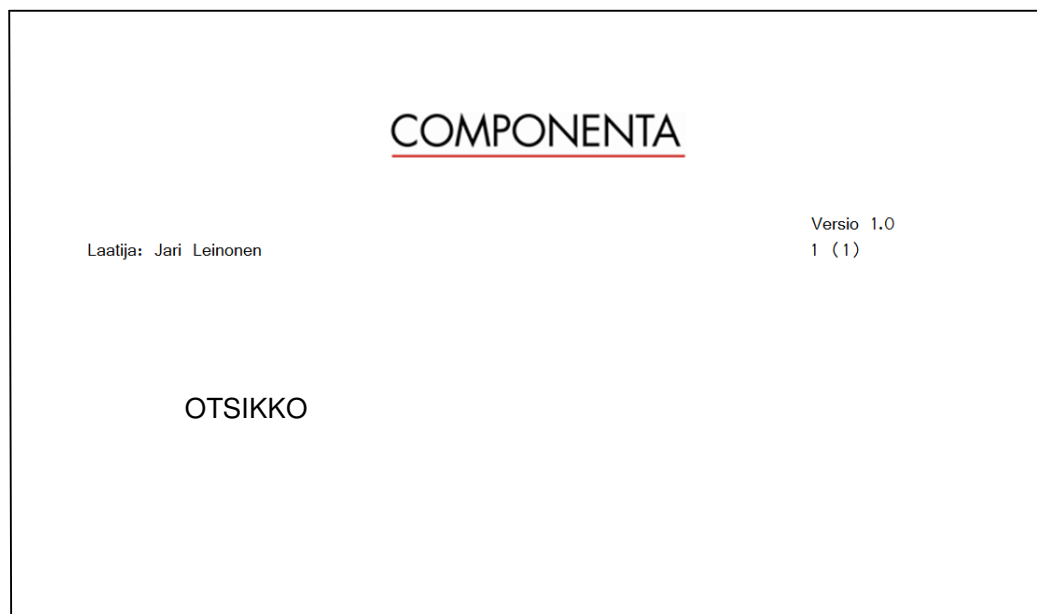 COMPONENTA
Versio 1.0
Laatija: Jari Leinonen
1 (1)
OTSIKKO